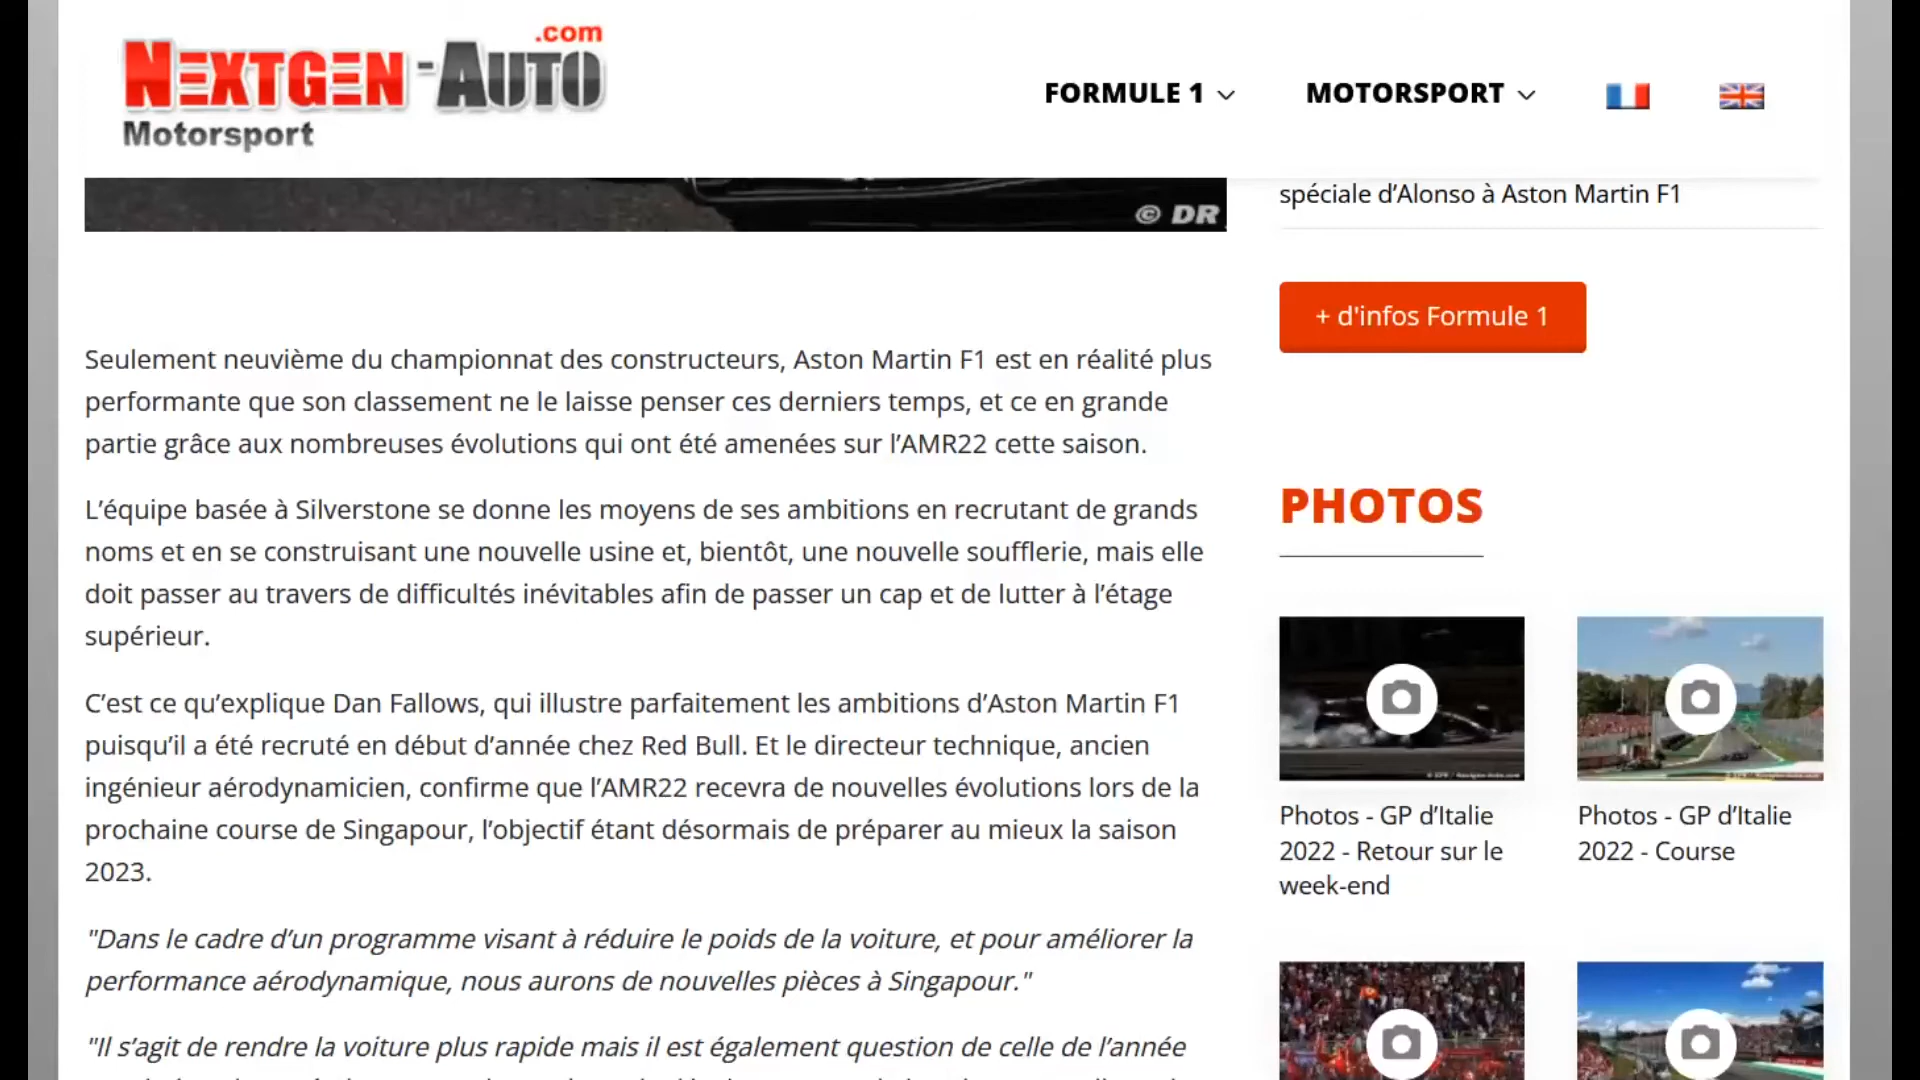 NEXTGEN-AUTO.com
Motorsport
FORMULE 1
MOTORSPORT
© DR
spéciale d’Alonso à Aston Martin F1
+ d'infos Formule 1
Seulement neuvième du championnat des constructeurs, Aston Martin F1 est en réalité plus
performante que son classement ne le laisse penser ces derniers temps, et ce en grande
partie grâce aux nombreuses évolutions qui ont été amenées sur l’AMR22 cette saison.
L’équipe basée à Silverstone se donne les moyens de ses ambitions en recrutant de grands
noms et en se construisant une nouvelle usine et, bientôt, une nouvelle soufflerie, mais elle
doit passer au travers de difficultés inévitables afin de passer un cap et de lutter à l’étage
supérieur.
C’est ce qu’explique Dan Fallows, qui illustre parfaitement les ambitions d’Aston Martin F1
puisqu’il a été recruté en début d’année chez Red Bull. Et le directeur technique, ancien
ingénieur aérodynamicien, confirme que l’AMR22 recevra de nouvelles évolutions lors de la
prochaine course de Singapour, l’objectif étant désormais de préparer au mieux la saison
2023.
"Dans le cadre d’un programme visant à réduire le poids de la voiture, et pour améliorer la
performance aérodynamique, nous aurons de nouvelles pièces à Singapour."
"Il s’agit de rendre la voiture plus rapide mais il est également question de celle de l’année
PHOTOS
Photos - GP d’Italie
2022 - Retour sur le
week-end
Photos - GP d’Italie
2022 - Course